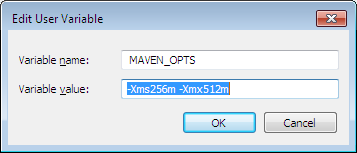 Edit User Variable
Variable name: MAVEN_OPTS
Variable value: -Xms256m -Xmx512m
OK Cancel